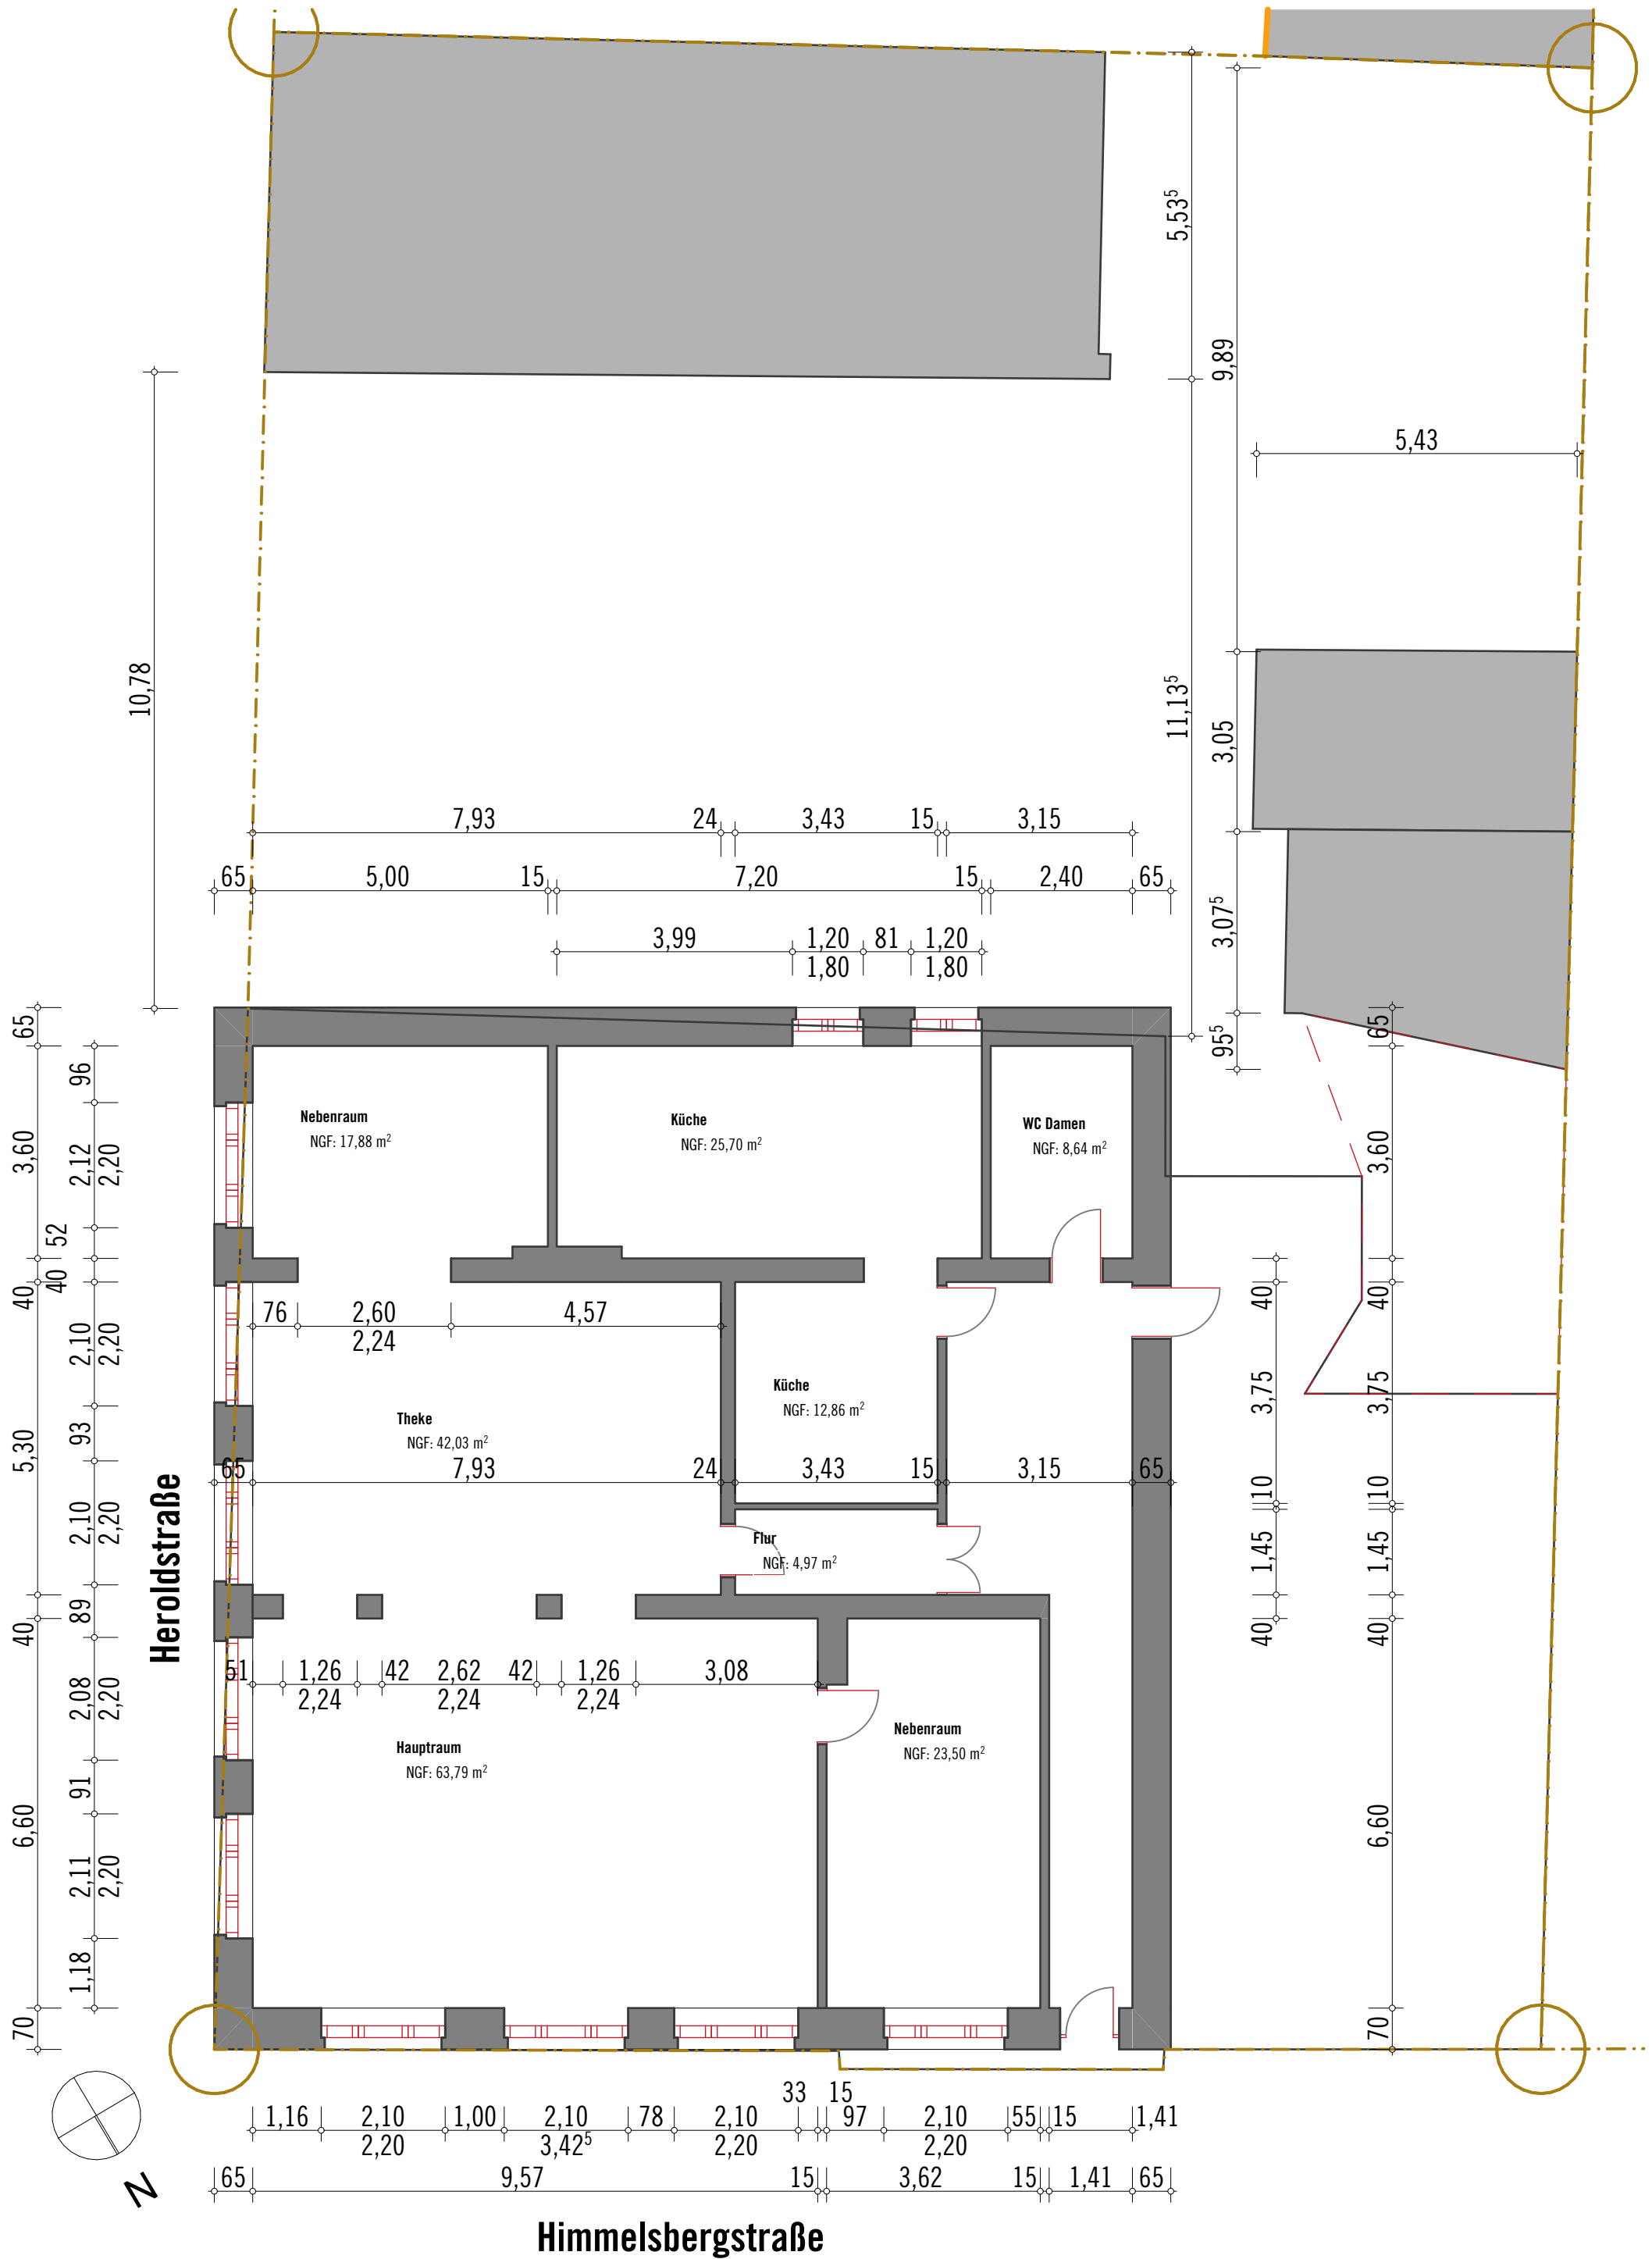 5,53⁵
9,89
5,43
10,78
11,13⁵
3,05
3,07⁵
95⁵
7,93 24 3,43 15 3,15
65 5,00 15 7,20 15 2,40 65
3,99 1,20 81 1,20
1,80 1,80
65
96
3,60
2,12
2,20
52
40
40
2,10
2,20
93
5,30
2,10
2,20
89
40
2,08
2,20
91
6,60
2,11
2,20
1,18
70
Nebenraum
NGF: 17,88 m²
Küche
NGF: 25,70 m²
WC Damen
NGF: 8,64 m²
76 2,60 4,57
2,24
Küche
NGF: 12,86 m²
Theke
NGF: 42,03 m²
65 7,93 24 3,43 15 3,15 65
Flur
NGF: 4,97 m²
51 1,26 42 2,62 42 1,26 3,08
2,24 2,24 2,24
Hauptraum
NGF: 63,79 m²
Nebenraum
NGF: 23,50 m²
40
3,75
10
1,45
40
65
3,60
40
3,75
10
1,45
40
6,60
70
Heroldstraße
N
33 15
1,16 2,10 1,00 2,10 78 2,10 97 2,10 55 15 1,41
2,20 3,42⁵ 2,20 2,20
65 9,57 15 3,62 15 1,41 65
Himmelsbergstraße